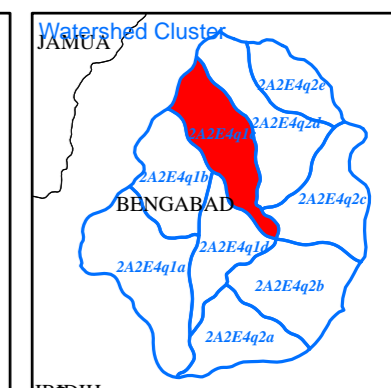 Watershed Cluster
JAMUA
2A2E4q2e
2A2E4q2d
2A2E4q1c
2A2E4q1b
2A2E4q2c
BENGABAD
2A2E4q1d
2A2E4q1a
2A2E4q2b
2A2E4q2a